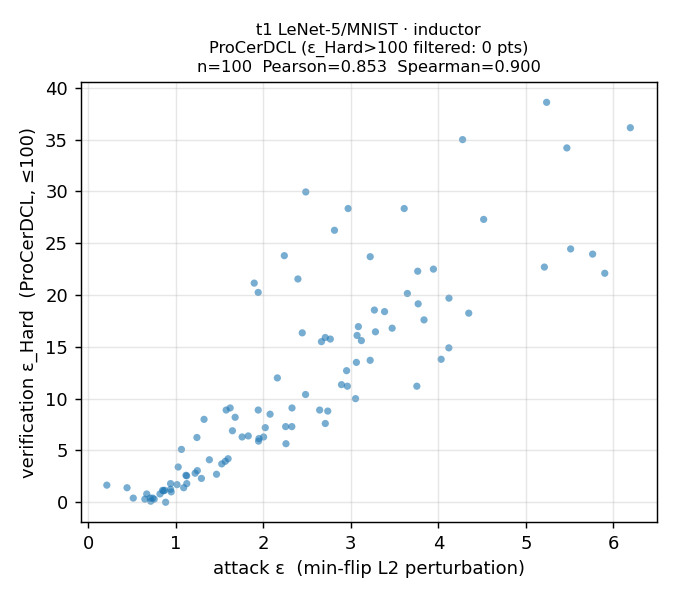 t1 LeNet-5/MNIST · inductor
ProCerDCL (ε_Hard>100 filtered: 0 pts)
n=100  Pearson=0.853  Spearman=0.900
verification ε_Hard  (ProCerDCL, ≤100)
40
35
30
25
20
15
10
5
0
0 1 2 3 4 5 6
attack ε  (min-flip L2 perturbation)